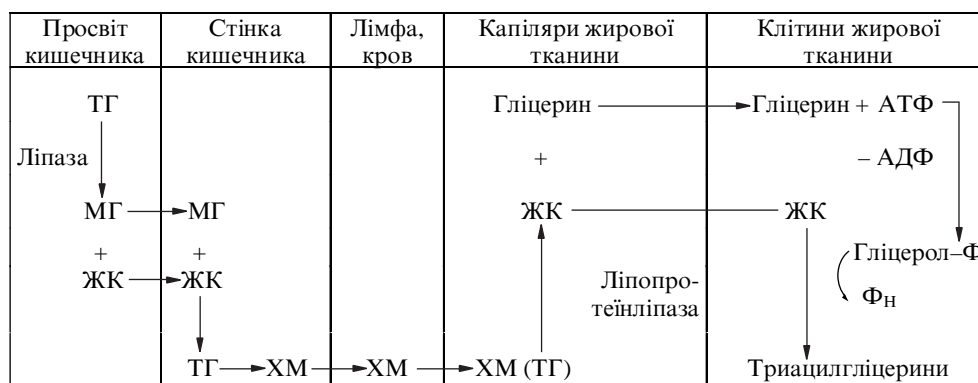 Просвіт кишечника
Стінка кишечника
Лімфа, кров
Капіляри жирової тканини
Клітини жирової тканини
ТГ
Гліцерин
Гліцерин + АТФ
Ліпаза
+
– АДФ
МГ
МГ
ЖК
ЖК
+
+
Гліцерол–Ф
ЖК
ЖК
Ліпопро-
теїнліпаза
Фн
ТГ
ХМ
ХМ
ХМ (ТГ)
Триацилгліцерини